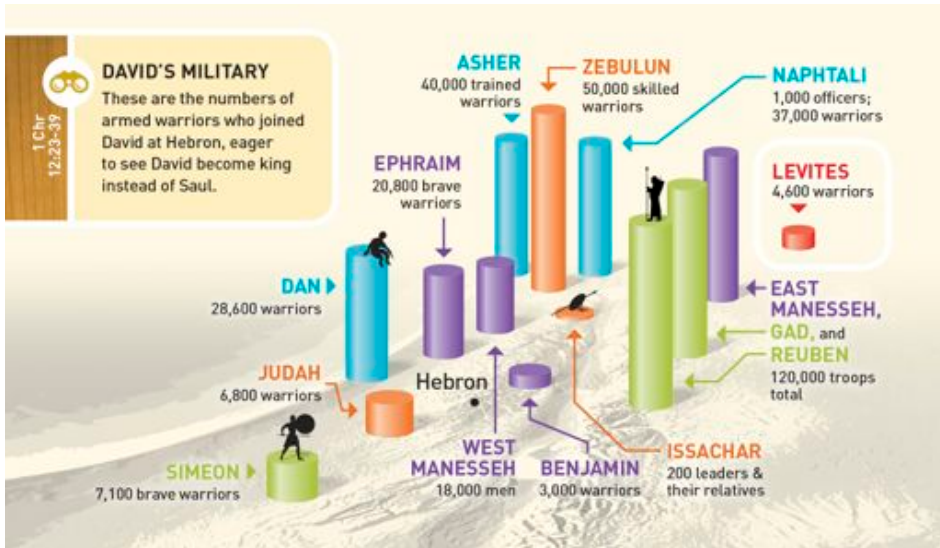 1 Chr
12:23-39
DAVID'S MILITARY
These are the numbers of
armed warriors who joined
David at Hebron, eager
to see David become king
instead of Saul.
ASHER
40,000 trained
warriors
ZEBULUN
50,000 skilled
warriors
NAPHTALI
1,000 officers;
37,000 warriors
EPHRAIM
20,800 brave
warriors
LEVITES
4,600 warriors
DAN
28,600 warriors
EAST
MANESSEH,
GAD, and
REUBEN
120,000 troops
total
JUDAH
6,800 warriors
Hebron
SIMEON
7,100 brave warriors
WEST
MANESSEH
18,000 men
BENJAMIN
3,000 warriors
ISSACHAR
200 leaders &
their relatives